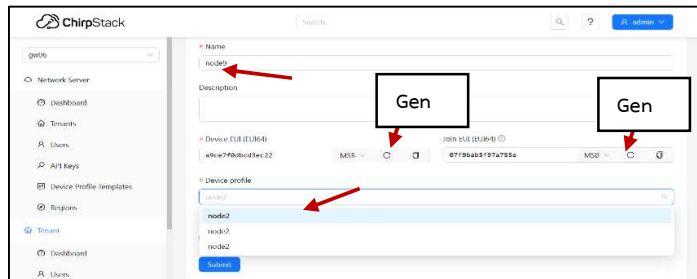 ChirpStack
Search...
?
admin
gw06
Network Server
Dashboard
Tenants
Users
API Keys
Device Profile Templates
Regions
Tenant
Dashboard
Users
* Name
node9
Description
Gen
Gen
* Device EUI (EUI64)
Join EUI (EUI64)
a9ce7f0dbcd3ec22
MSB
07f9bab3f97a755e
MSB
* Device profile
node2
node2
node2
node2
Submit